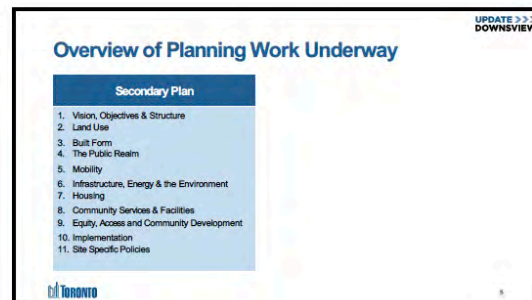 UPDATE >>>
DOWNSVIEW
Overview of Planning Work Underway
Secondary Plan
1. Vision, Objectives & Structure
2. Land Use
3. Built Form
4. The Public Realm
5. Mobility
6. Infrastructure, Energy & the Environment
7. Housing
8. Community Services & Facilities
9. Equity, Access and Community Development
10. Implementation
11. Site Specific Policies
TORONTO